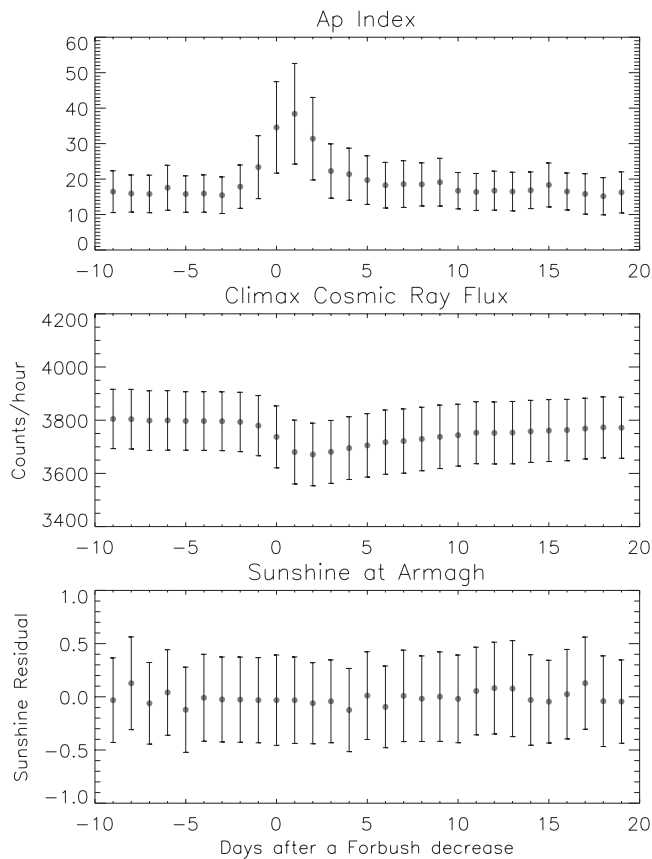 Ap Index
60
50
40
30
20
10
0
−10 −5 0 5 10 15 20
Climax Cosmic Ray Flux
4200
4000
3800
3600
3400
Counts/hour
−10 −5 0 5 10 15 20
Sunshine at Armagh
1.0
0.5
0.0
−0.5
−1.0
Sunshine Residual
−10 −5 0 5 10 15 20
Days after a Forbush decrease